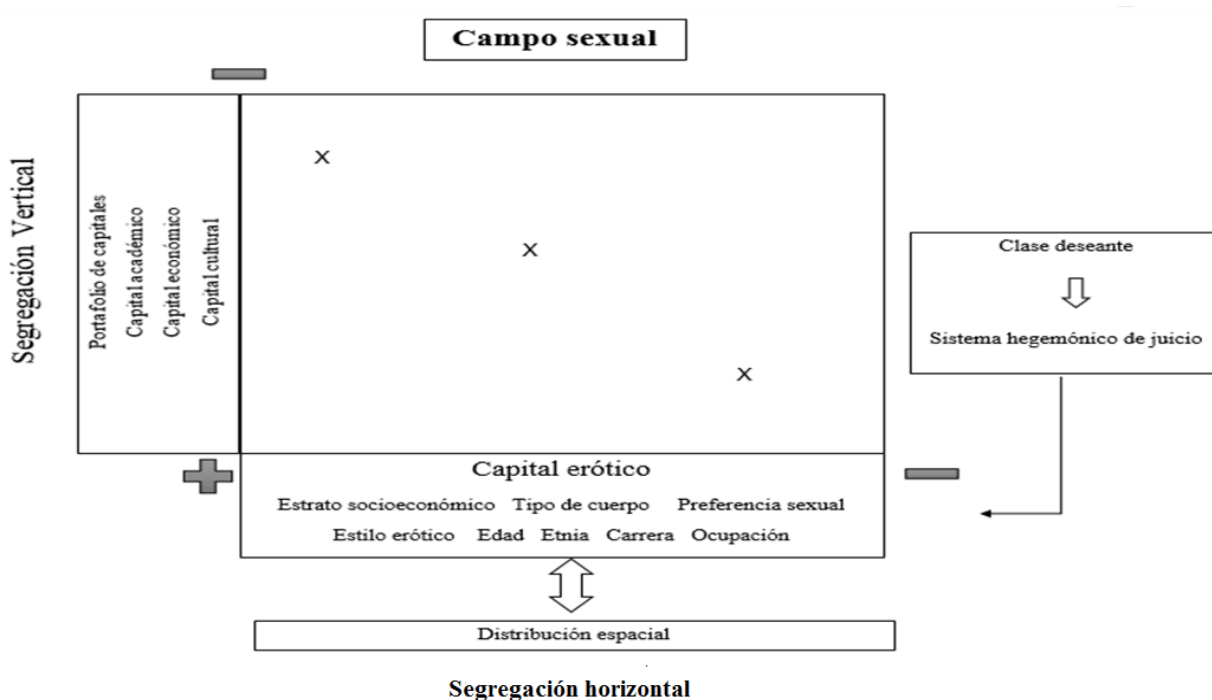 Campo sexual
Segregación Vertical
Portafolio de capitales
Capital académico
Capital económico
Capital cultural
X
X
X
Clase deseante
Sistema hegemónico de juicio
Capital erótico
Estrato socioeconómico Tipo de cuerpo Preferencia sexual
Estilo erótico Edad Etnia Carrera Ocupación
Distribución espacial
Segregación horizontal